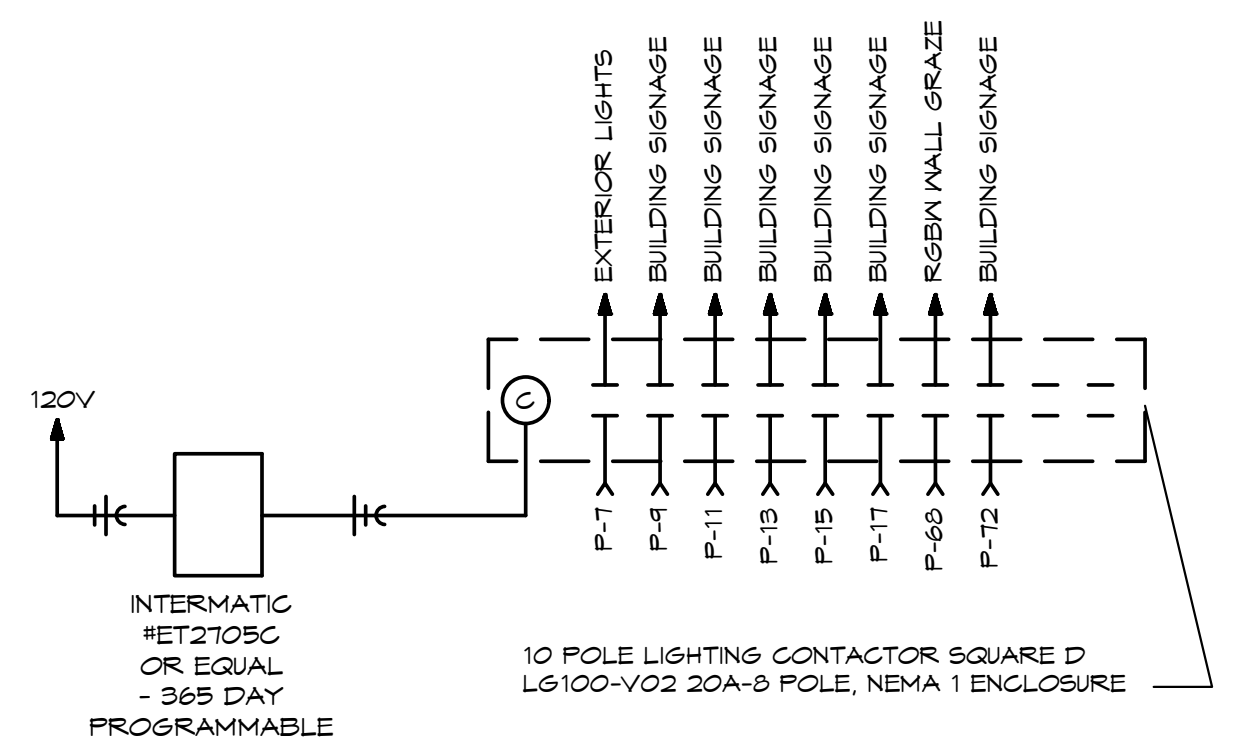 EXTERIOR LIGHTS
BUILDING SIGNAGE
BUILDING SIGNAGE
BUILDING SIGNAGE
BUILDING SIGNAGE
BUILDING SIGNAGE
RGBW WALL GRAZE
BUILDING SIGNAGE
120V
C
P-7
P-9
P-11
P-13
P-15
P-17
P-68
P-72
INTERMATIC
#ET2705C
OR EQUAL
- 365 DAY
PROGRAMMABLE
10 POLE LIGHTING CONTACTOR SQUARE D
LG100-V02 20A-8 POLE, NEMA 1 ENCLOSURE